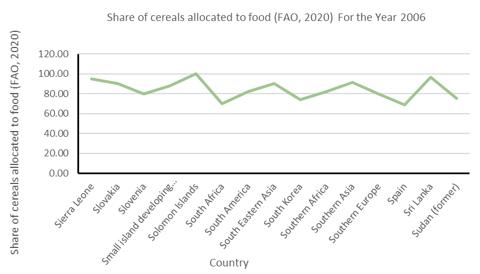 Share of cereals allocated to food (FAO, 2020) For the Year 2006
Share of cereals allocated to food (FAO, 2020)
120.00
100.00
80.00
60.00
40.00
20.00
0.00
Sierra Leone
Slovakia
Slovenia
Small island developing...
Solomon Islands
South Africa
South America
South Eastern Asia
South Korea
Southern Africa
Southern Asia
Southern Europe
Spain
Sri Lanka
Sudan (former)
Country